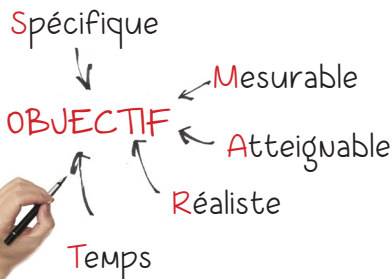 Spécifique
Mesurable
OBJECTIF
Atteignable
Réaliste
Temps